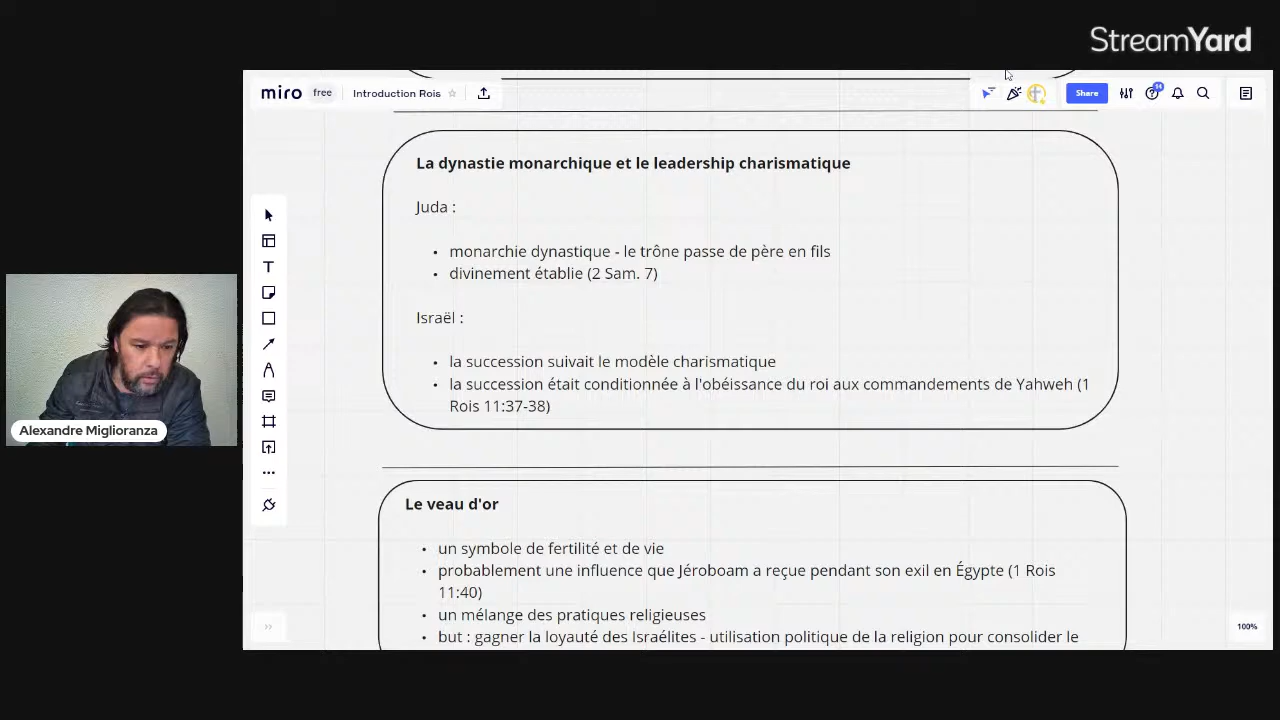 StreamYard
miro free Introduction Rois Share 14
La dynastie monarchique et le leadership charismatique
Juda :
• monarchie dynastique - le trône passe de père en fils
• divinement établie (2 Sam. 7)
Israël :
• la succession suivait le modèle charismatique
• la succession était conditionnée à l'obéissance du roi aux commandements de Yahweh (1
Rois 11:37-38)
Alexandre Miglioranza
Le veau d'or
• un symbole de fertilité et de vie
• probablement une influence que Jéroboam a reçue pendant son exil en Égypte (1 Rois
11:40)
• un mélange des pratiques religieuses
• but : gagner la loyauté des Israélites - utilisation politique de la religion pour consolider le
100%